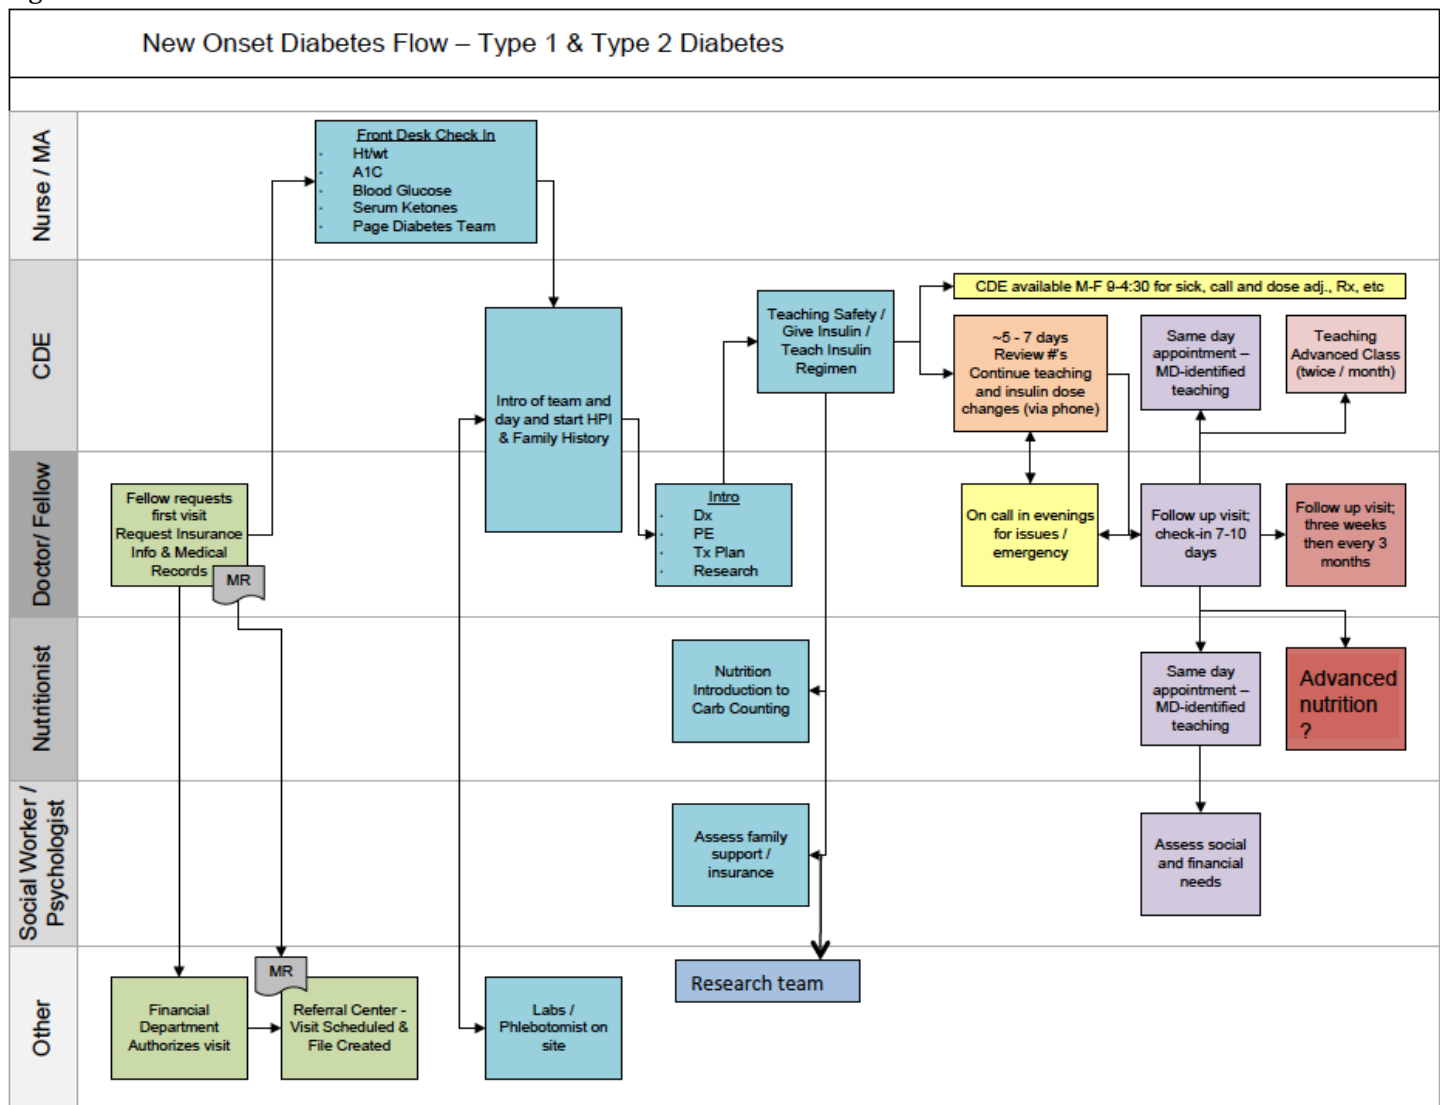 New Onset Diabetes Flow – Type 1 & Type 2 Diabetes
Nurse / MA
Front Desk Check In
· Ht/wt
· A1C
· Blood Glucose
· Serum Ketones
· Page Diabetes Team
CDE
Intro of team and
day and start HPI
& Family History
Teaching Safety /
Give Insulin /
Teach Insulin
Regimen
CDE available M-F 9-4:30 for sick, call and dose adj., Rx, etc
~5 - 7 days
Review #'s
Continue teaching
and insulin dose
changes (via phone)
Same day
appointment –
MD-identified
teaching
Teaching
Advanced Class
(twice / month)
Doctor/ Fellow
Fellow requests
first visit
Request Insurance
Info & Medical
Records
MR
Intro
· Dx
· PE
· Tx Plan
· Research
On call in evenings
for issues /
emergency
Follow up visit;
check-in 7-10
days
Follow up visit;
three weeks
then every 3
months
Nutritionist
Nutrition
Introduction to
Carb Counting
Same day
appointment –
MD-identified
teaching
Advanced
nutrition
?
Social Worker /
Psychologist
Assess family
support /
insurance
Assess social
and financial
needs
Other
Financial
Department
Authorizes visit
MR
Referral Center -
Visit Scheduled &
File Created
Labs /
Phlebotomist on
site
Research team